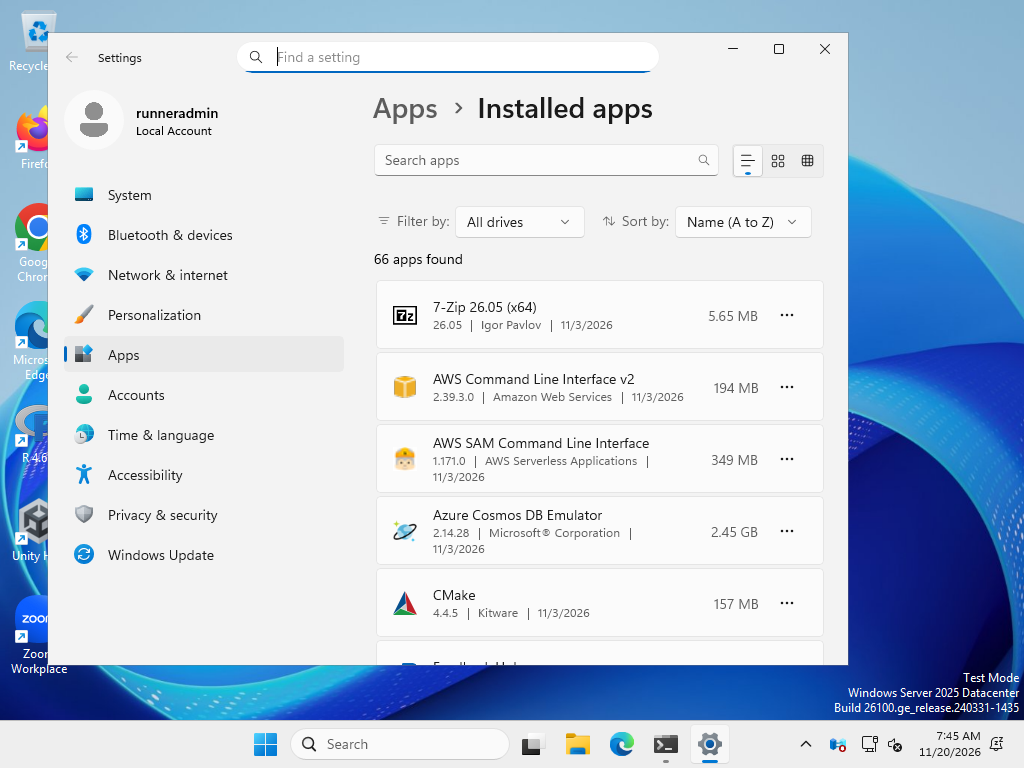 Recycle
Firefo
Goog
Chron
Micros
Edge
R 4.6
Unity H
zoom
Zoom
Workplace
Settings
Find a setting
runneradmin
Local Account
System
Bluetooth & devices
Network & internet
Personalization
Apps
Accounts
Time & language
Accessibility
Privacy & security
Windows Update
Apps > Installed apps
Search apps
Filter by: All drives
Sort by: Name (A to Z)
66 apps found
7-Zip 26.05 (x64)
26.05 | Igor Pavlov | 11/3/2026
5.65 MB
AWS Command Line Interface v2
2.39.3.0 | Amazon Web Services | 11/3/2026
194 MB
AWS SAM Command Line Interface
1.171.0 | AWS Serverless Applications |
11/3/2026
349 MB
Azure Cosmos DB Emulator
2.14.28 | Microsoft® Corporation |
11/3/2026
2.45 GB
CMake
4.4.5 | Kitware | 11/3/2026
157 MB
Test Mode
Windows Server 2025 Datacenter
Build 26100.ge_release.240331-1435
Search
7:45 AM
11/20/2026